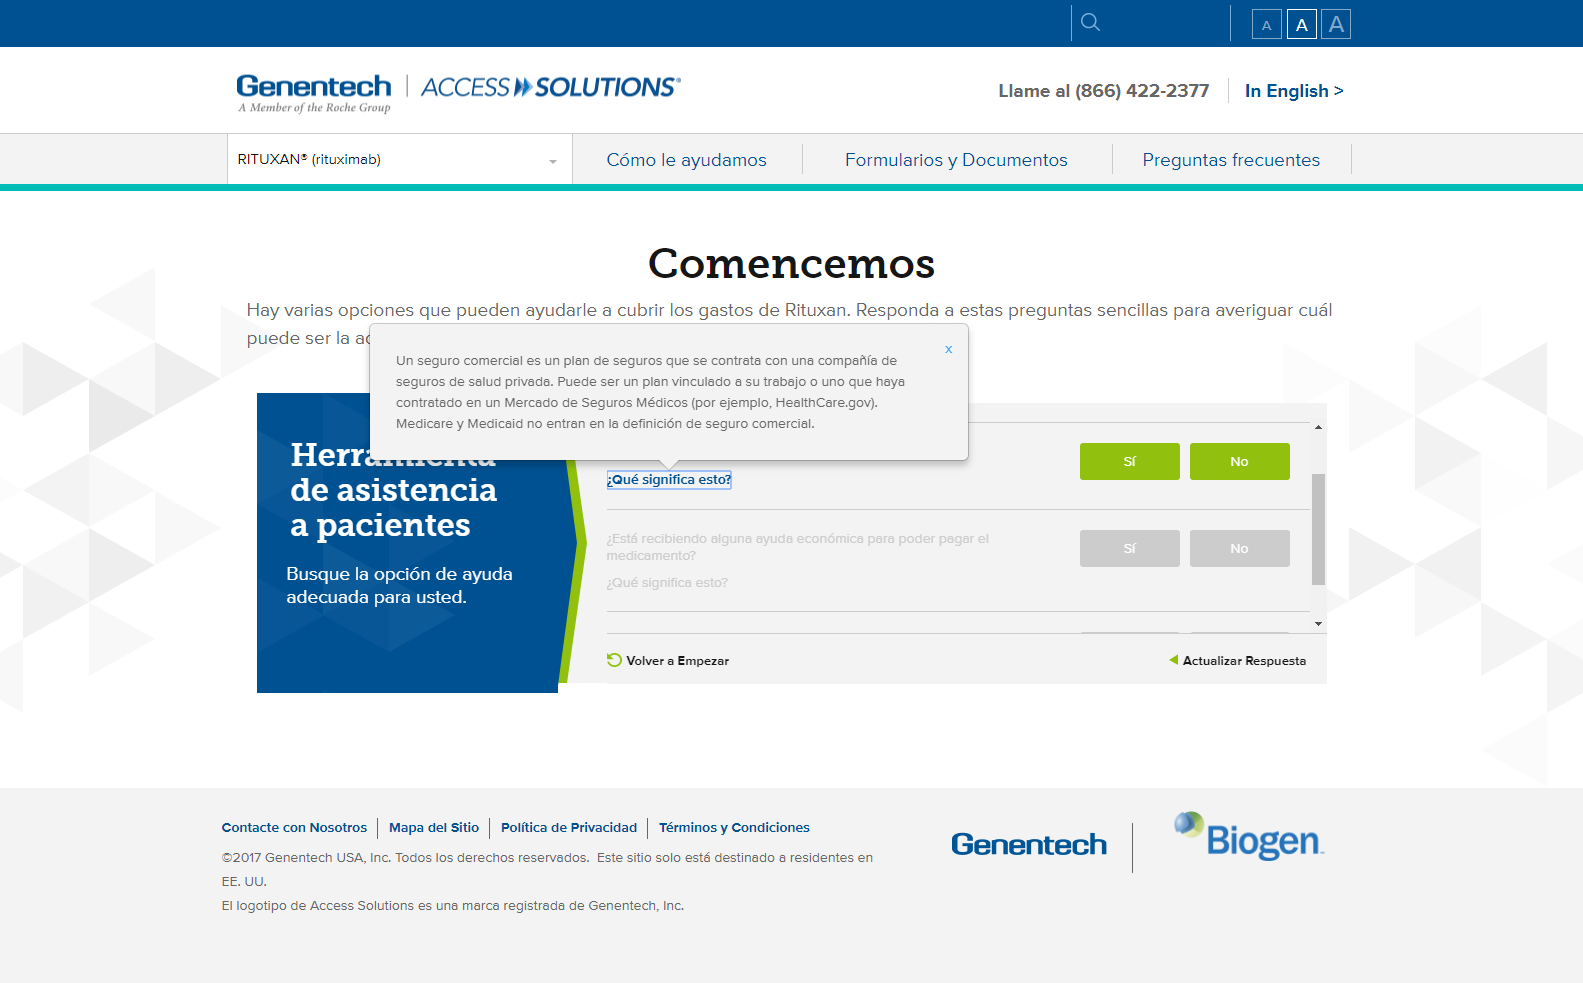 A A A
Genentech ACCESS SOLUTIONS®
A Member of the Roche Group
Llame al (866) 422-2377
In English >
RITUXAN® (rituximab)
Cómo le ayudamos
Formularios y Documentos
Preguntas frecuentes
Comencemos
Hay varias opciones que pueden ayudarle a cubrir los gastos de Rituxan. Responda a estas preguntas sencillas para averiguar cuál
puede ser la
x
Un seguro comercial es un plan de seguros que se contrata con una compañía de
seguros de salud privada. Puede ser un plan vinculado a su trabajo o uno que haya
contratado en un Mercado de Seguros Médicos (por ejemplo, HealthCare.gov).
Medicare y Medicaid no entran en la definición de seguro comercial.
Herramienta
de asistencia
a pacientes
Busque la opción de ayuda
adecuada para usted.
Sí No
¿Qué significa esto?
¿Está recibiendo alguna ayuda económica para poder pagar el
medicamento?
Sí No
¿Qué significa esto?
Volver a Empezar
Actualizar Respuesta
Contacte con Nosotros
Mapa del Sitio
Política de Privacidad
Términos y Condiciones
©2017 Genentech USA, Inc. Todos los derechos reservados. Este sitio solo está destinado a residentes en
EE. UU.
El logotipo de Access Solutions es una marca registrada de Genentech, Inc.
Genentech
Biogen